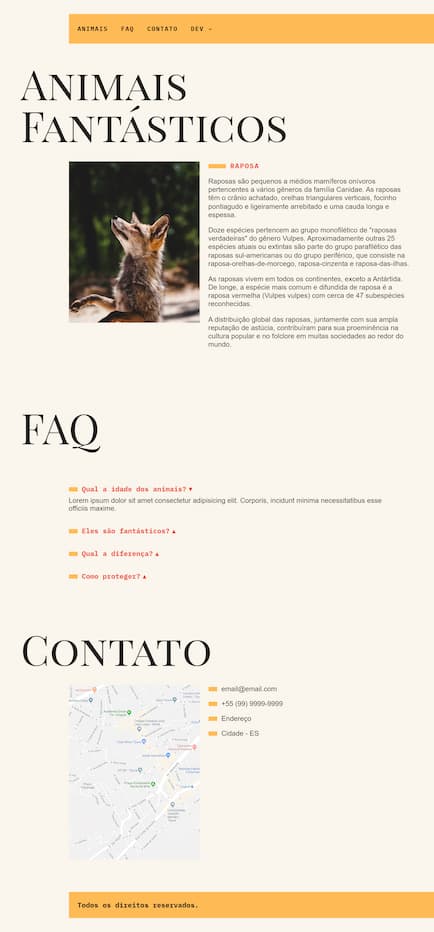 ANIMAIS FAQ CONTATO DEV
Animais
Fantásticos
RAPOSA
Raposas são pequenos a médios mamíferos onívoros
pertencentes a vários gêneros da família Canidae. As raposas
têm o crânio achatado, orelhas triangulares verticais, focinho
pontiagudo e ligeiramente arrebitado e uma cauda longa e
espessa.
Doze espécies pertencem ao grupo monofilético de "raposas
verdadeiras" do gênero Vulpes. Aproximadamente outras 25
espécies atuais ou extintas são parte do grupo parafilético das
raposas sul-americanas ou do grupo periférico, que consiste na
raposa-orelhas-de-morcego, raposa-cinzenta e raposa-das-ilhas.
As raposas vivem em todos os continentes, exceto a Antártida.
De longe, a espécie mais comum e difundida de raposa é a
raposa vermelha (Vulpes vulpes) com cerca de 47 subespécies
reconhecidas.
A distribuição global das raposas, juntamente com sua ampla
reputação de astúcia, contribuíram para sua proeminência na
cultura popular e no folclore em muitas sociedades ao redor do
mundo.
FAQ
Qual a idade dos animais? ▼
Lorem ipsum dolor sit amet consectetur adipisicing elit. Corporis, incidunt minima necessitatibus esse
officiis maxime.
Eles são fantásticos? ▲
Qual a diferença? ▲
Como proteger? ▲
Contato
email@email.com
+55 (99) 9999-9999
Endereço
Cidade - ES
Todos os direitos reservados.